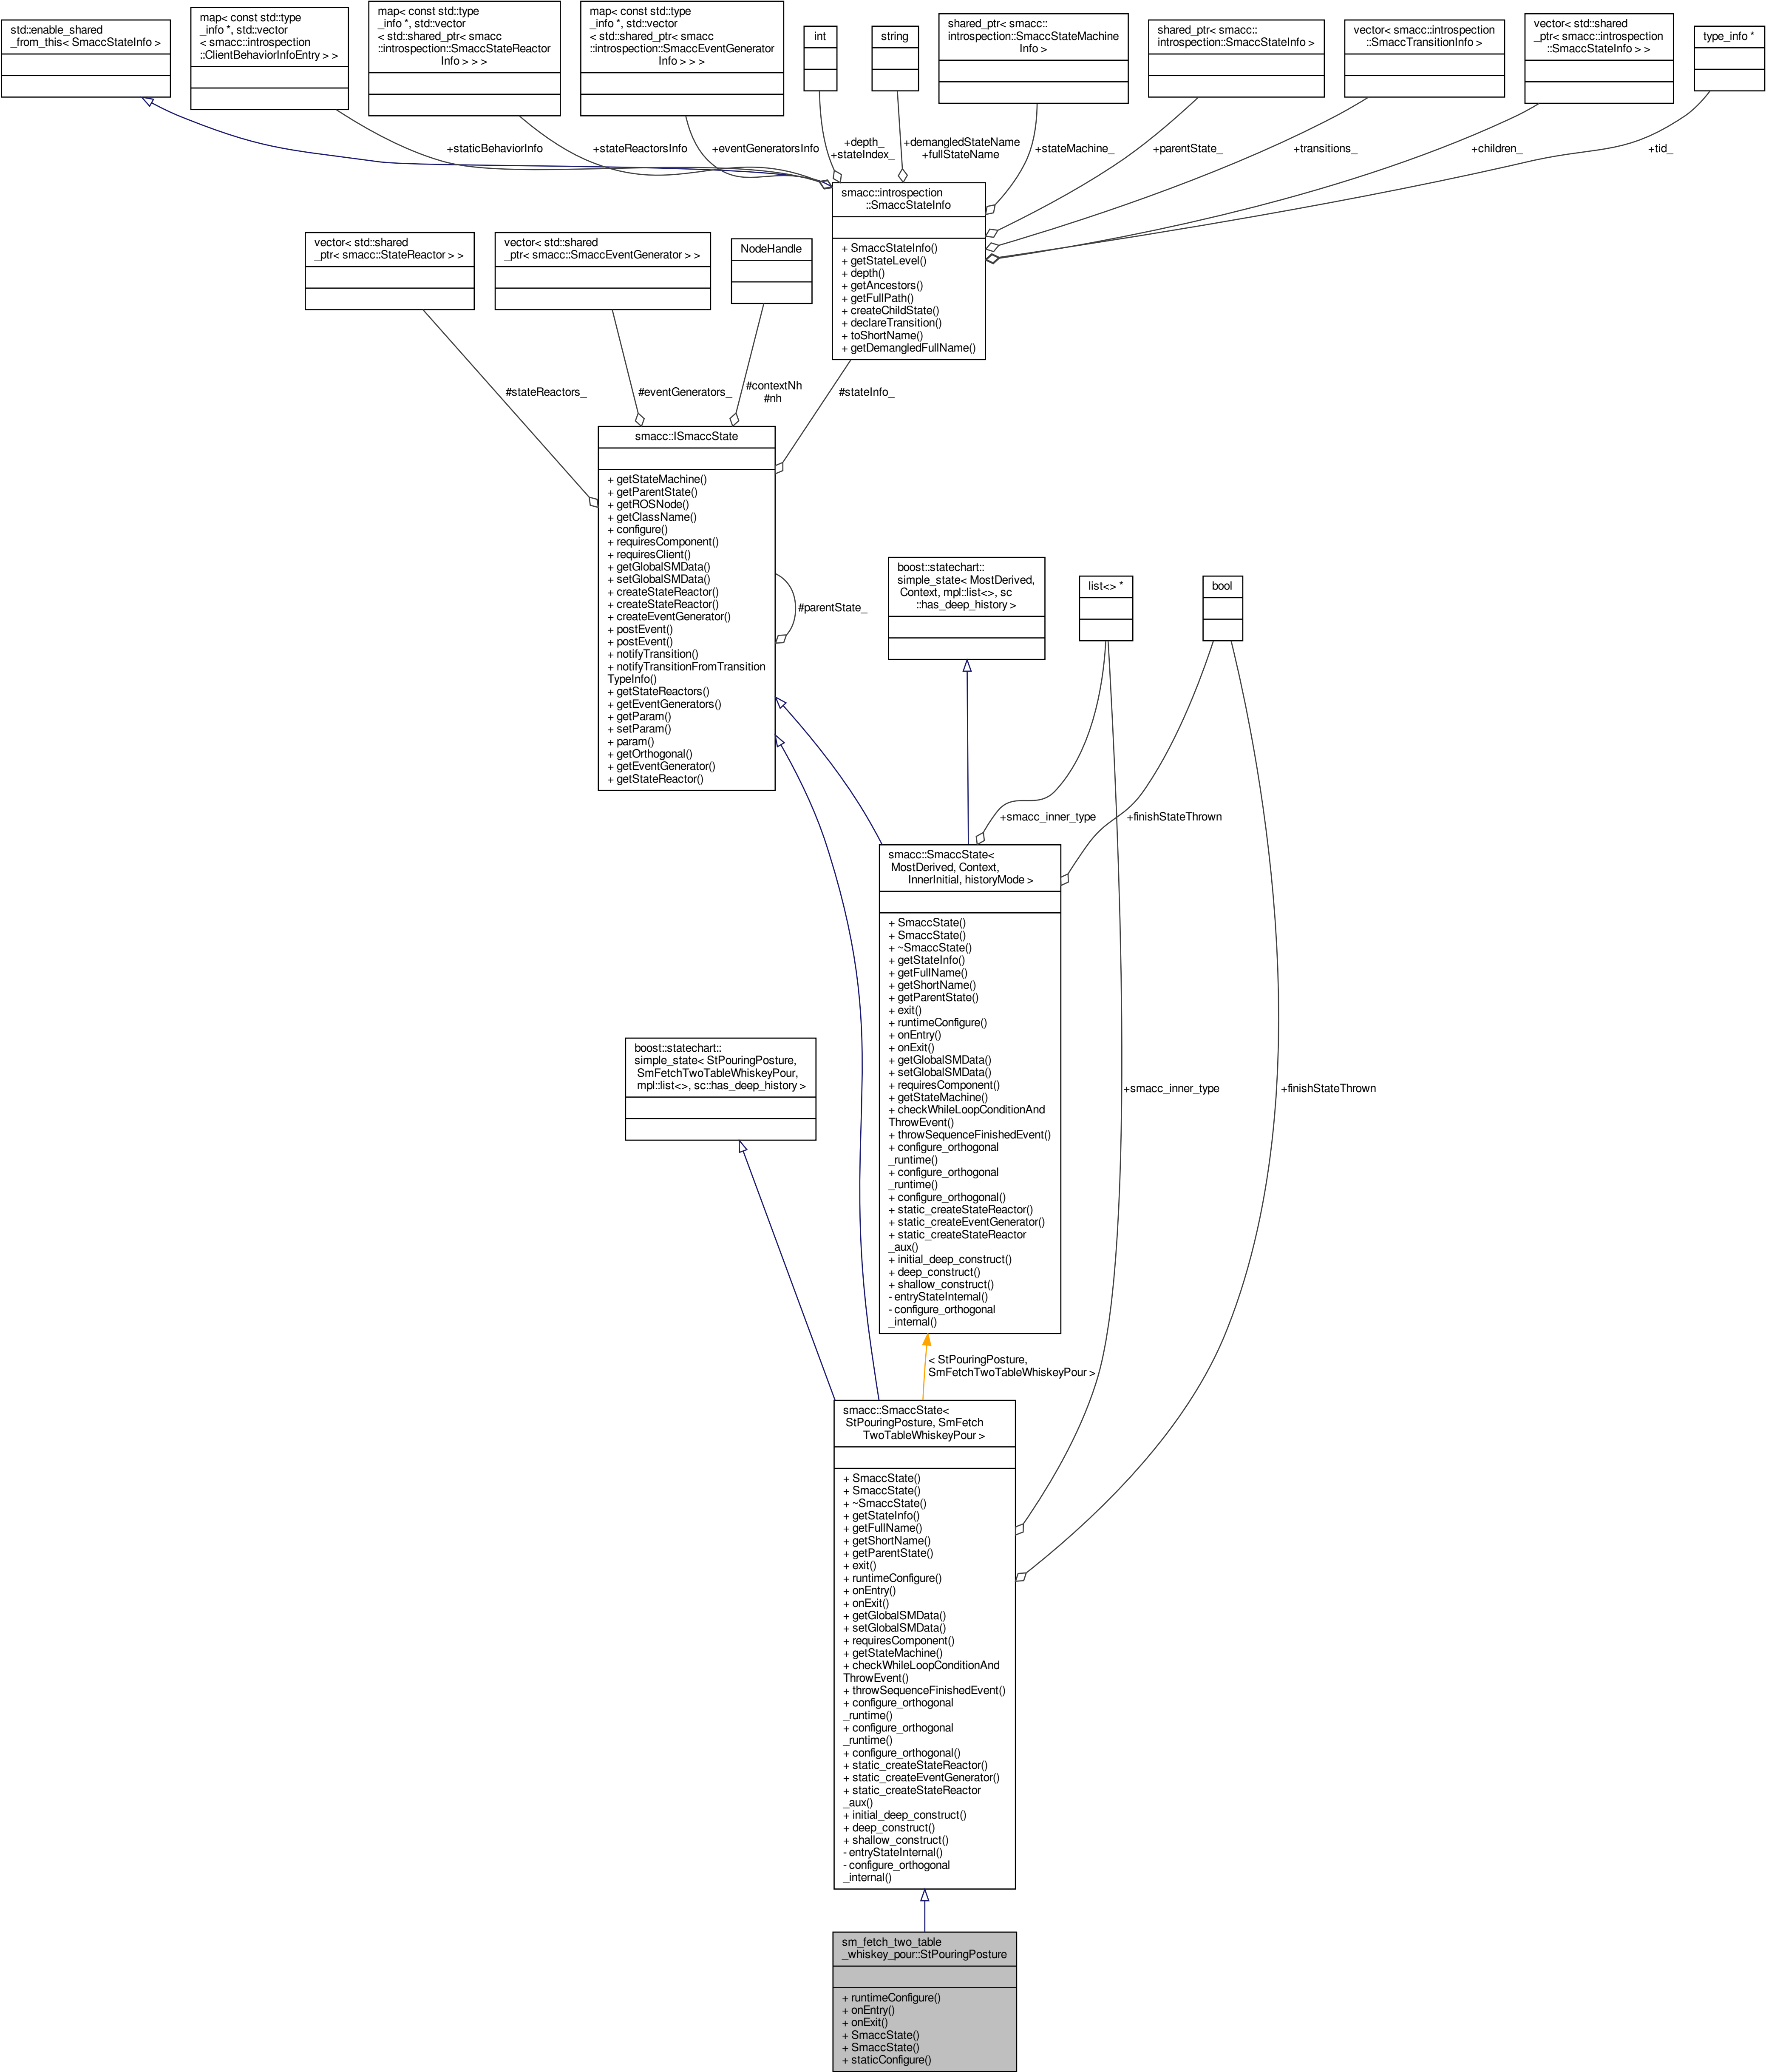 std::enable_shared
_from_this< SmaccStateInfo >
map< const std::type
_info *, std::vector
< smacc::introspection
::ClientBehaviorInfoEntry > >
map< const std::type
_info *, std::vector
< std::shared_ptr< smacc
::introspection::SmaccStateReactor
Info > > >
map< const std::type
_info *, std::vector
< std::shared_ptr< smacc
::introspection::SmaccEventGenerator
Info > > >
int
string
shared_ptr< smacc::
introspection::SmaccStateMachine
Info >
shared_ptr< smacc::
introspection::SmaccStateInfo >
vector< smacc::introspection
::SmaccTransitionInfo >
vector< std::shared
_ptr< smacc::introspection
::SmaccStateInfo > >
type_info *
+staticBehaviorInfo
+stateReactorsInfo
+eventGeneratorsInfo
+depth_
+stateIndex_
+demangledStateName
+fullStateName
+stateMachine_
+parentState_
+transitions_
+children_
+tid_
smacc::introspection
::SmaccStateInfo
+ SmaccStateInfo()
+ getStateLevel()
+ depth()
+ getAncestors()
+ getFullPath()
+ createChildState()
+ declareTransition()
+ toShortName()
+ getDemangledFullName()
vector< std::shared
_ptr< smacc::StateReactor > >
vector< std::shared
_ptr< smacc::SmaccEventGenerator > >
NodeHandle
#stateReactors_
#eventGenerators_
#contextNh
#nh
#stateInfo_
smacc::ISmaccState
+ getStateMachine()
+ getParentState()
+ getROSNode()
+ getClassName()
+ configure()
+ requiresComponent()
+ requiresClient()
+ getGlobalSMData()
+ setGlobalSMData()
+ createStateReactor()
+ createStateReactor()
+ createEventGenerator()
+ postEvent()
+ postEvent()
+ notifyTransition()
+ notifyTransitionFromTransition
TypeInfo()
+ getStateReactors()
+ getEventGenerators()
+ getParam()
+ setParam()
+ param()
+ getOrthogonal()
+ getEventGenerator()
+ getStateReactor()
#parentState_
boost::statechart::
simple_state< MostDerived,
Context, mpl::list<>, sc
::has_deep_history >
list<> *
bool
+smacc_inner_type
+finishStateThrown
smacc::SmaccState<
MostDerived, Context,
InnerInitial, historyMode >
+ SmaccState()
+ SmaccState()
+ ~SmaccState()
+ getStateInfo()
+ getFullName()
+ getShortName()
+ getParentState()
+ exit()
+ runtimeConfigure()
+ onEntry()
+ onExit()
+ getGlobalSMData()
+ setGlobalSMData()
+ requiresComponent()
+ getStateMachine()
+ checkWhileLoopConditionAnd
ThrowEvent()
+ throwSequenceFinishedEvent()
+ configure_orthogonal
_runtime()
+ configure_orthogonal
_runtime()
+ configure_orthogonal()
+ static_createStateReactor()
+ static_createEventGenerator()
+ static_createStateReactor
_aux()
+ initial_deep_construct()
+ deep_construct()
+ shallow_construct()
- entryStateInternal()
- configure_orthogonal
_internal()
boost::statechart::
simple_state< StPouringPosture,
SmFetchTwoTableWhiskeyPour,
mpl::list<>, sc::has_deep_history >
+smacc_inner_type
+finishStateThrown
< StPouringPosture,
SmFetchTwoTableWhiskeyPour >
smacc::SmaccState<
StPouringPosture, SmFetch
TwoTableWhiskeyPour >
+ SmaccState()
+ SmaccState()
+ ~SmaccState()
+ getStateInfo()
+ getFullName()
+ getShortName()
+ getParentState()
+ exit()
+ runtimeConfigure()
+ onEntry()
+ onExit()
+ getGlobalSMData()
+ setGlobalSMData()
+ requiresComponent()
+ getStateMachine()
+ checkWhileLoopConditionAnd
ThrowEvent()
+ throwSequenceFinishedEvent()
+ configure_orthogonal
_runtime()
+ configure_orthogonal
_runtime()
+ configure_orthogonal()
+ static_createStateReactor()
+ static_createEventGenerator()
+ static_createStateReactor
_aux()
+ initial_deep_construct()
+ deep_construct()
+ shallow_construct()
- entryStateInternal()
- configure_orthogonal
_internal()
sm_fetch_two_table
_whiskey_pour::StPouringPosture
+ runtimeConfigure()
+ onEntry()
+ onExit()
+ SmaccState()
+ SmaccState()
+ staticConfigure()